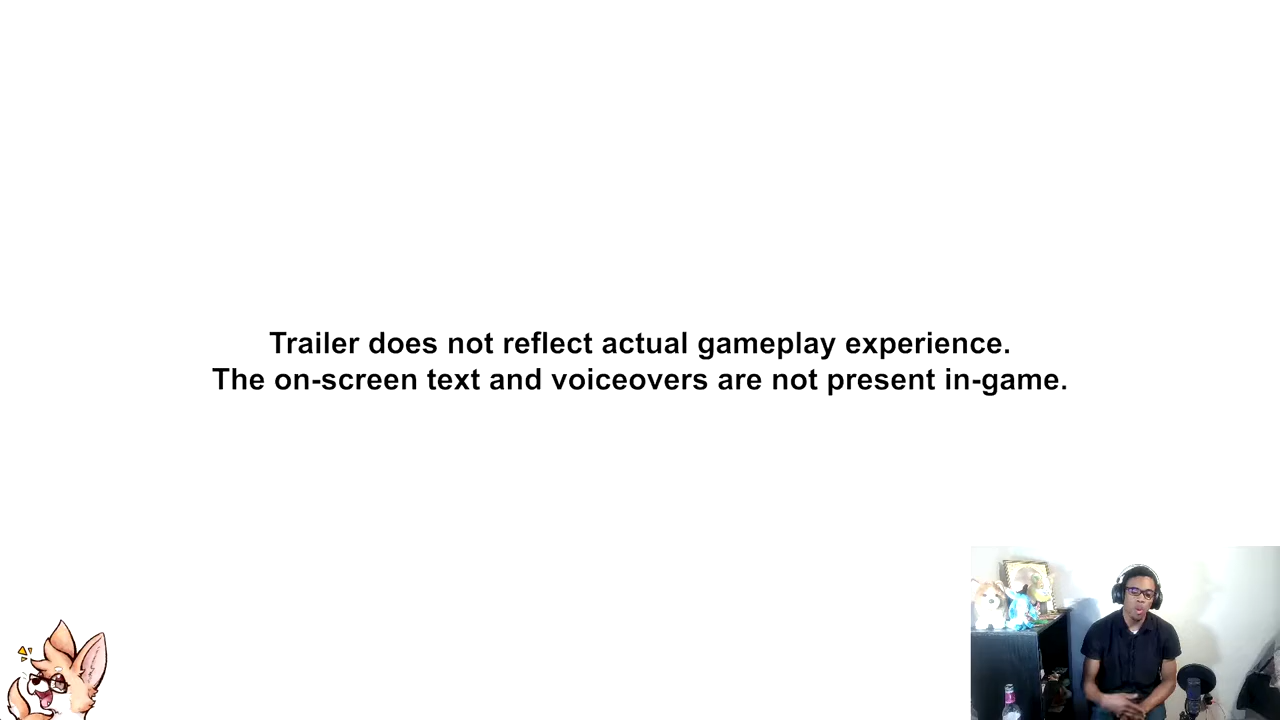 Trailer does not reflect actual gameplay experience.
The on-screen text and voiceovers are not present in-game.